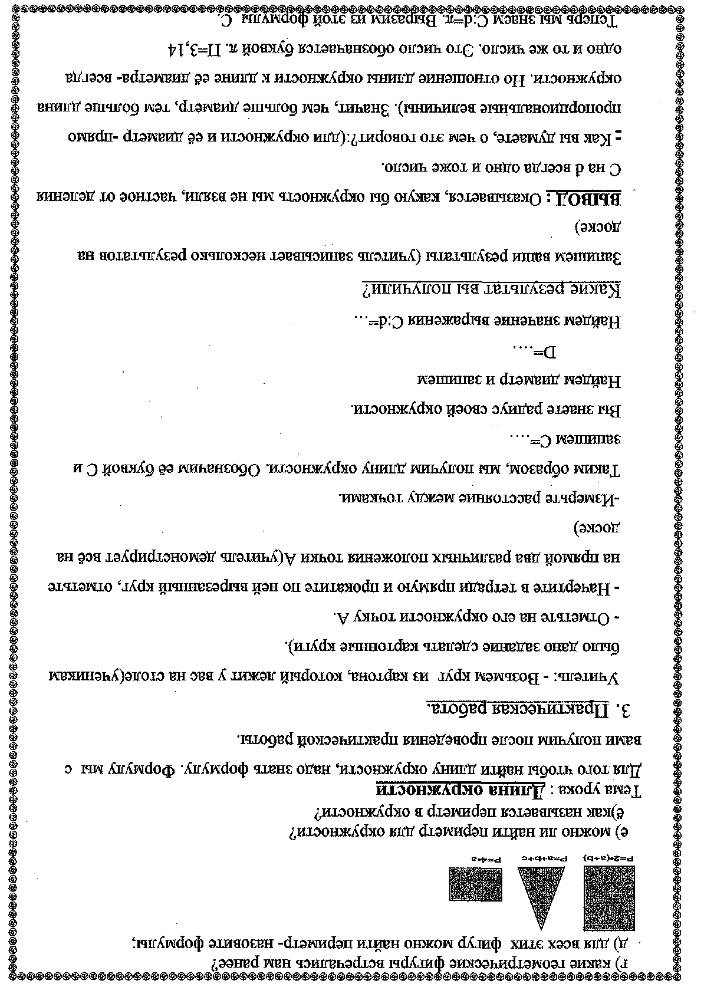 г) какие геометрические фигуры встречались нам ранее?
д) для всех этих фигур можно найти периметр- назовите формулы;
P=2•(a+b) P=a+b+c P=4•a
е) можно ли найти периметр для окружности?
ё)как называется периметр в окружности?
Тема урока : Длина окружности
Для того чтобы найти длину окружности, надо знать формулу. Формулу мы с
вами получим после проведения практической работы.
3. Практическая работа.
Учитель: - Возьмем круг из картона, который лежит у вас на столе(ученикам
было дано задание сделать картонные круги).
- Отметьте на его окружности точку А.
- Начертите в тетради прямую и прокатите по ней вырезанный круг, отметьте
на прямой два различных положения точки А(учитель демонстрирует всё на
доске)
-Измерьте расстояние между точками.
Таким образом, мы получим длину окружности. Обозначим её буквой С и
запишем С=….
Вы знаете радиус своей окружности.
Найдем диаметр и запишем
D=….
Найдем значение выражения С:d=…
Какие результат вы получили?
Запишем ваши результаты (учитель записывает несколько результатов на
доске)
ВЫВОД : Оказывается, какую бы окружность мы не взяли, частное от деления
С на d всегда одно и тоже число.
- Как вы думаете, о чем это говорит?:(дли окружности и её диаметр -прямо
пропорциональные величины). Значит, чем больше диаметр, тем больше длина
окружности. Но отношение длины окружности к длине её диаметра- всегда
одно и то же число. Это число обозначается буквой π. П=3,14
Теперь мы знаем С:d=π. Выразим из этой формулы С.